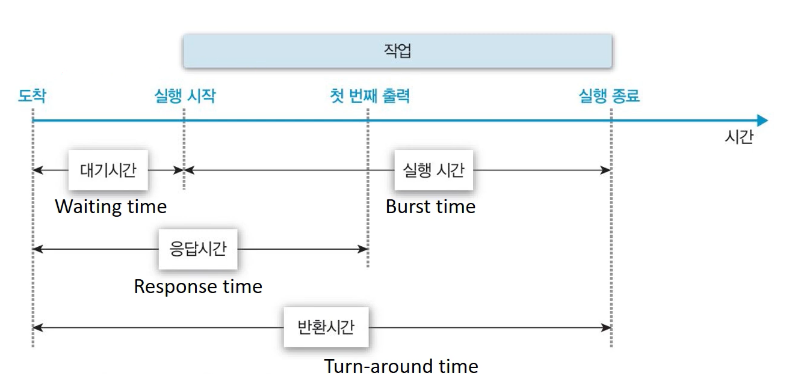 작업
도착 실행 시작 첫 번째 출력 실행 종료
시간
대기시간 실행 시간
Waiting time Burst time
응답시간
Response time
반환시간
Turn-around time